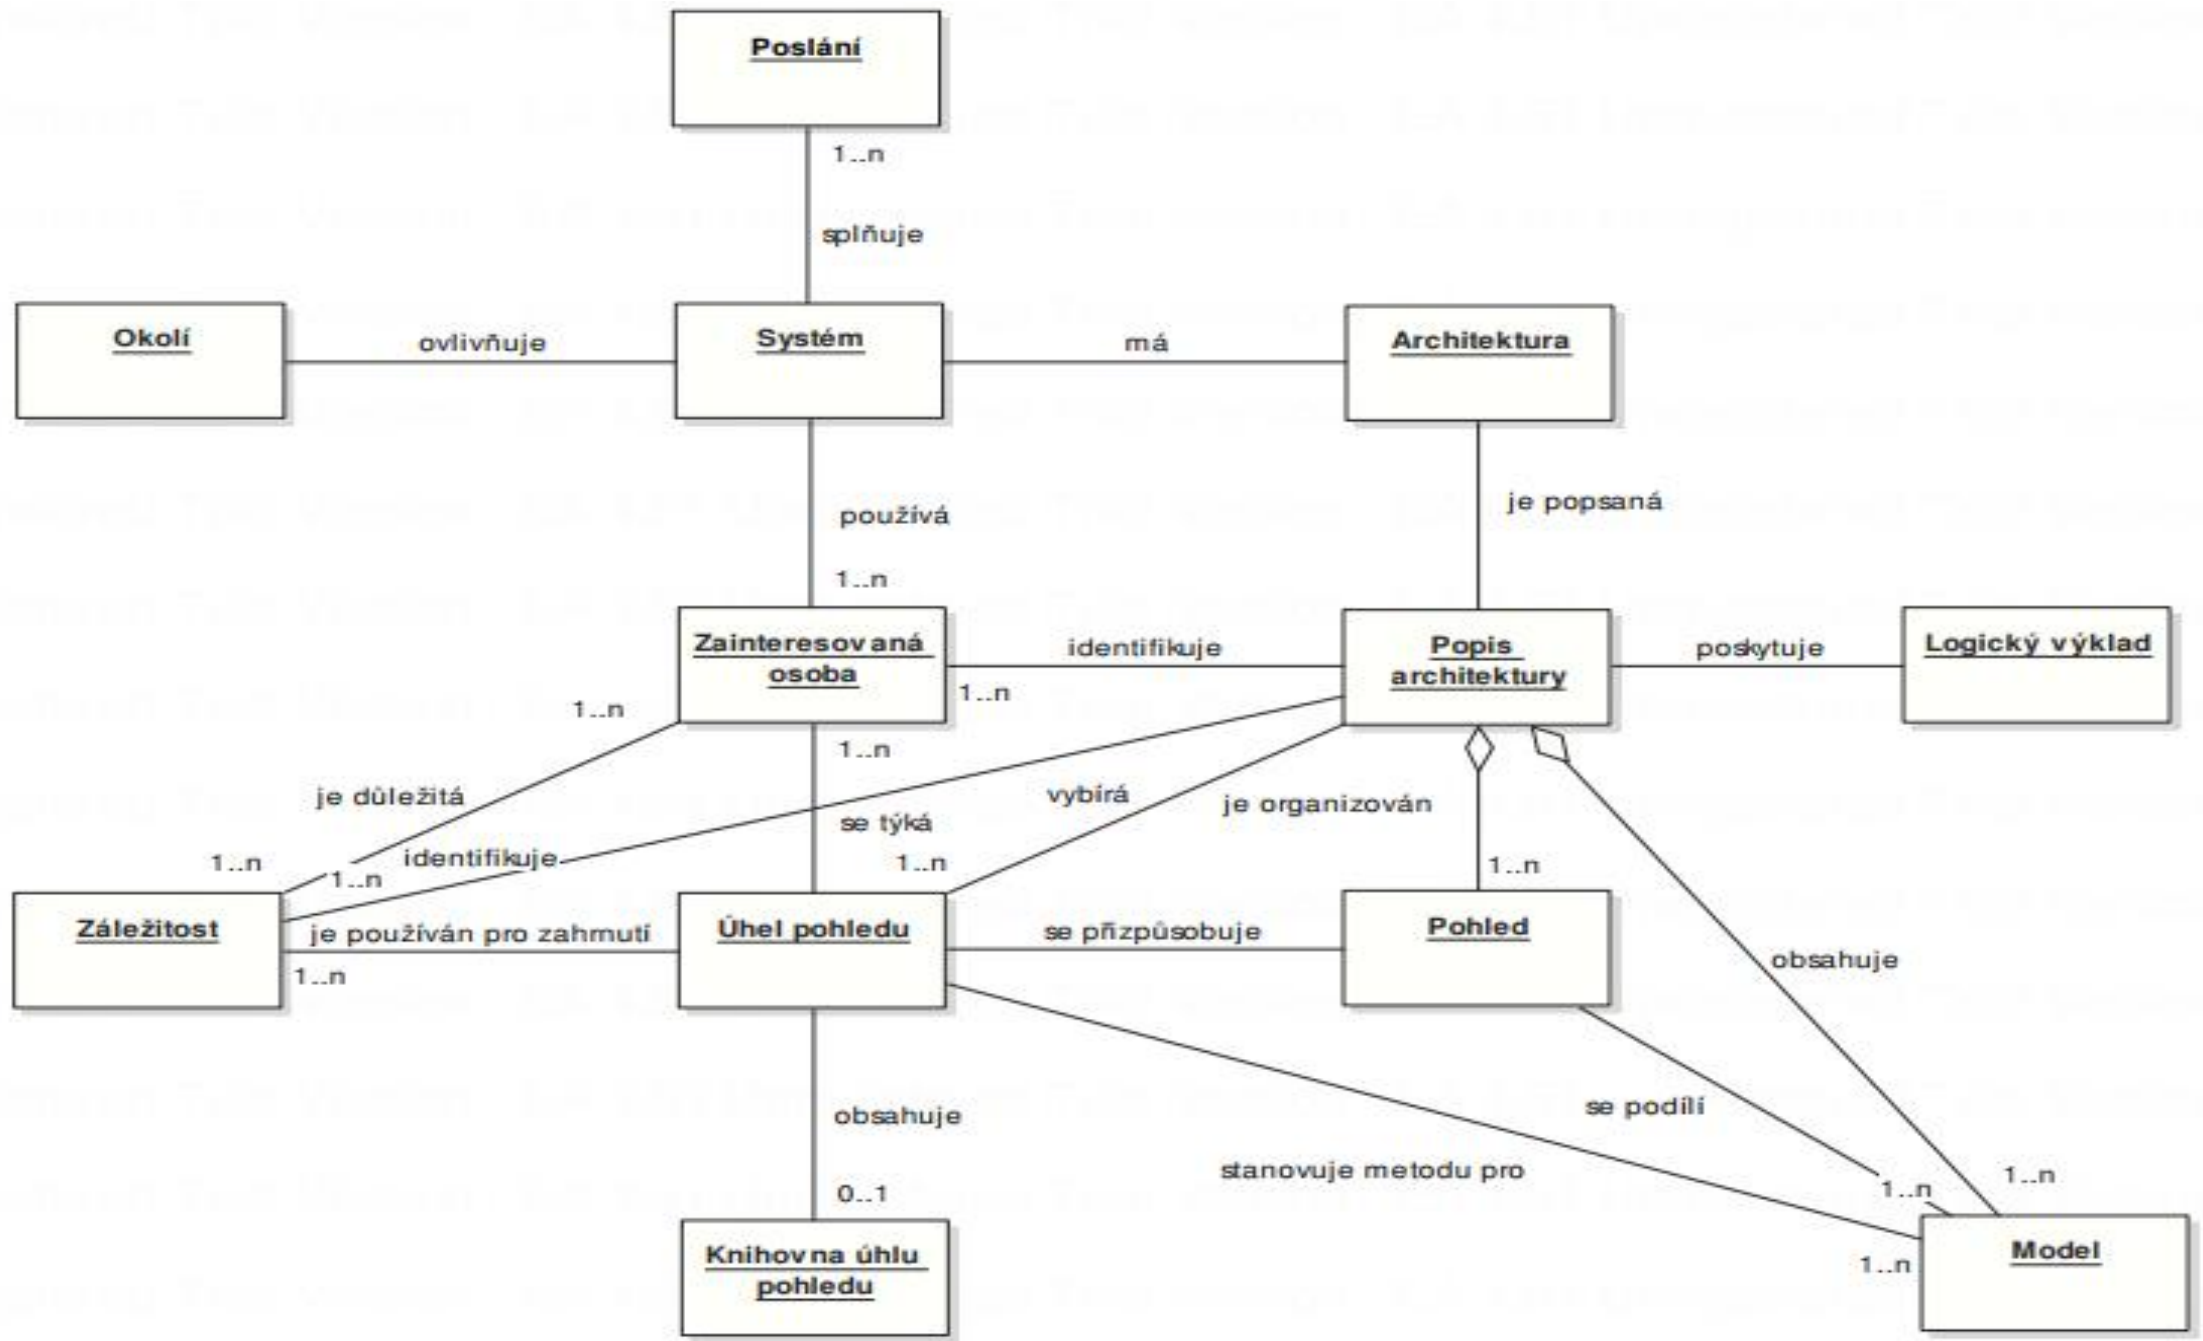 Poslání
1..n
splňuje
Okolí
ovlivňuje
Systém
má
Architektura
používá
je popsaná
1..n
Zainteresovaná
osoba
identifikuje
1..n
Popis
architektury
poskytuje
Logický výklad
1..n
1..n
je důležitá
vybírá
je organizován
se týká
1..n
identifikuje
1..n
1..n
1..n
Záležitost
je používán pro zahrnutí
1..n
Úhel pohledu
se přizpůsobuje
Pohled
obsahuje
obsahuje
se podílí
stanovuje metodu pro
0..1
1..n
1..n
1..n
Knihovna úhlu
pohledu
Model